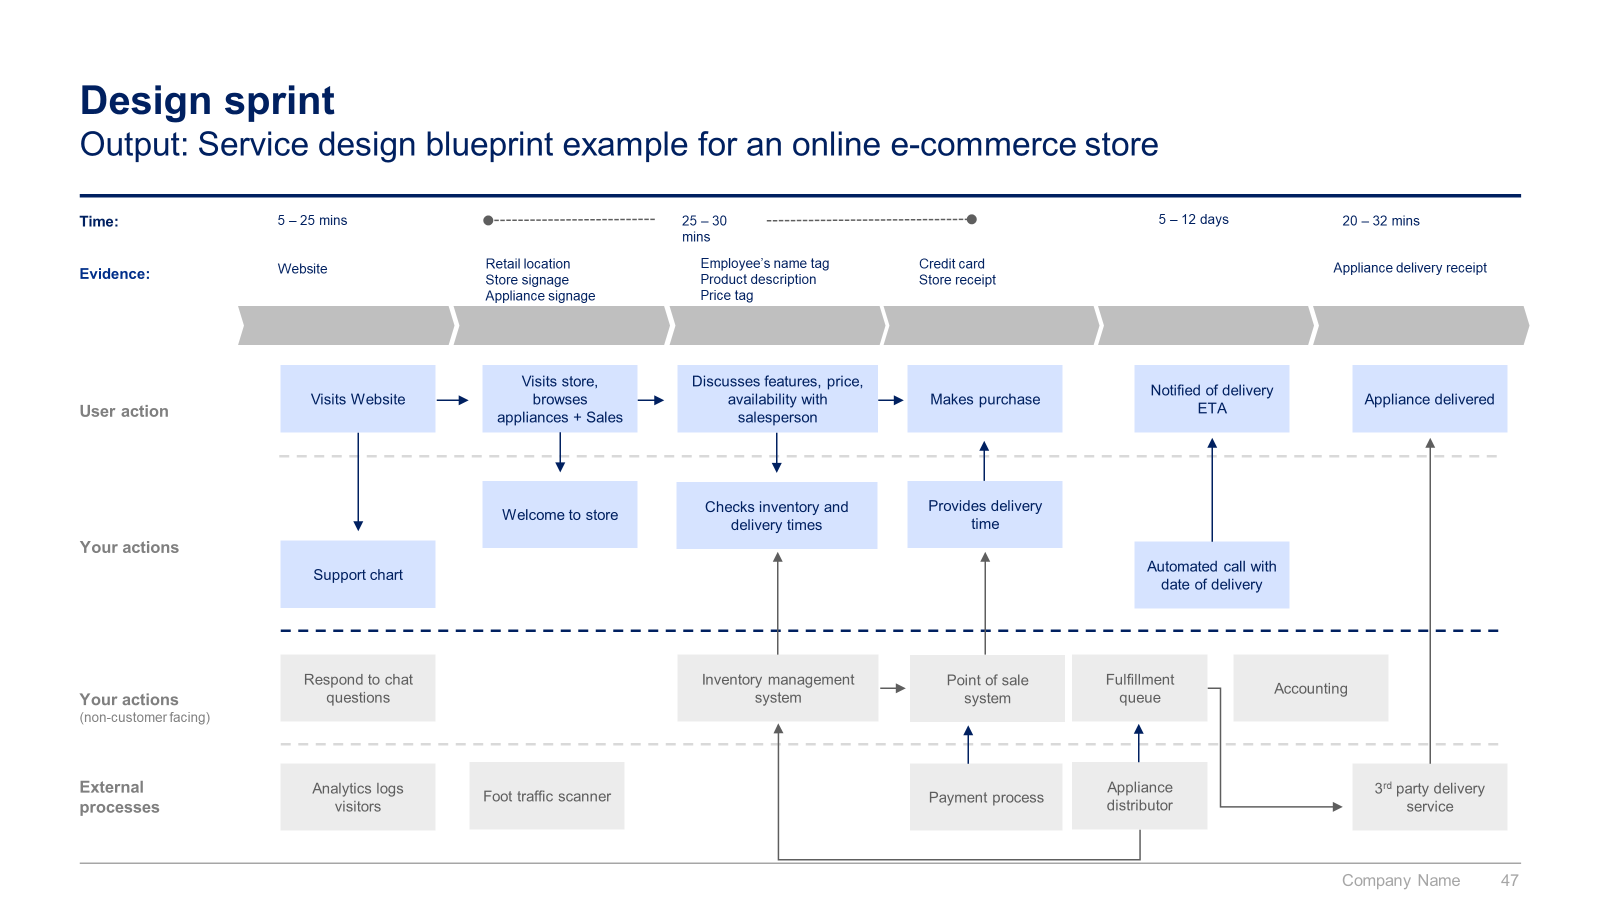 Design sprint
Output: Service design blueprint example for an online e-commerce store
Time:
5 – 25 mins
25 – 30
mins
5 – 12 days
20 – 32 mins
Evidence:
Website
Retail location
Store signage
Appliance signage
Employee’s name tag
Product description
Price tag
Credit card
Store receipt
Appliance delivery receipt
User action
Visits Website
Visits store,
browses
appliances + Sales
Discusses features, price,
availability with
salesperson
Makes purchase
Notified of delivery
ETA
Appliance delivered
Your actions
Support chart
Welcome to store
Checks inventory and
delivery times
Provides delivery
time
Automated call with
date of delivery
Your actions
(non-customer facing)
Respond to chat
questions
Inventory management
system
Point of sale
system
Fulfillment
queue
Accounting
External
processes
Analytics logs
visitors
Foot traffic scanner
Payment process
Appliance
distributor
3rd party delivery
service
Company Name
47